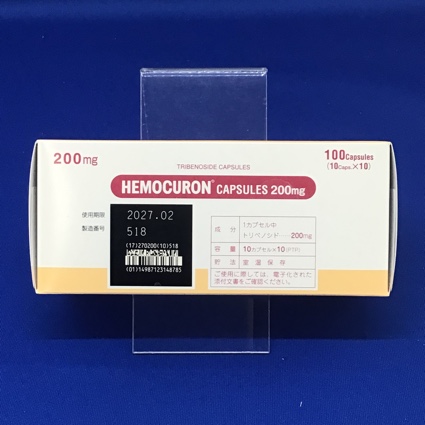 200mg
100Capsules
(10Caps.×10)
TRIBENOSIDE CAPSULES
HEMOCURON™ CAPSULES 200mg
使用期限 2027.02
製造番号 518
(17)270200(10)518
(01)14987123148785
成分 1カプセル中
トリベノシド……200mg
容量 10カプセル×10(PTP)
貯法 室温保存
ご使用に際しては、電子化された
添付文書をご確認ください。